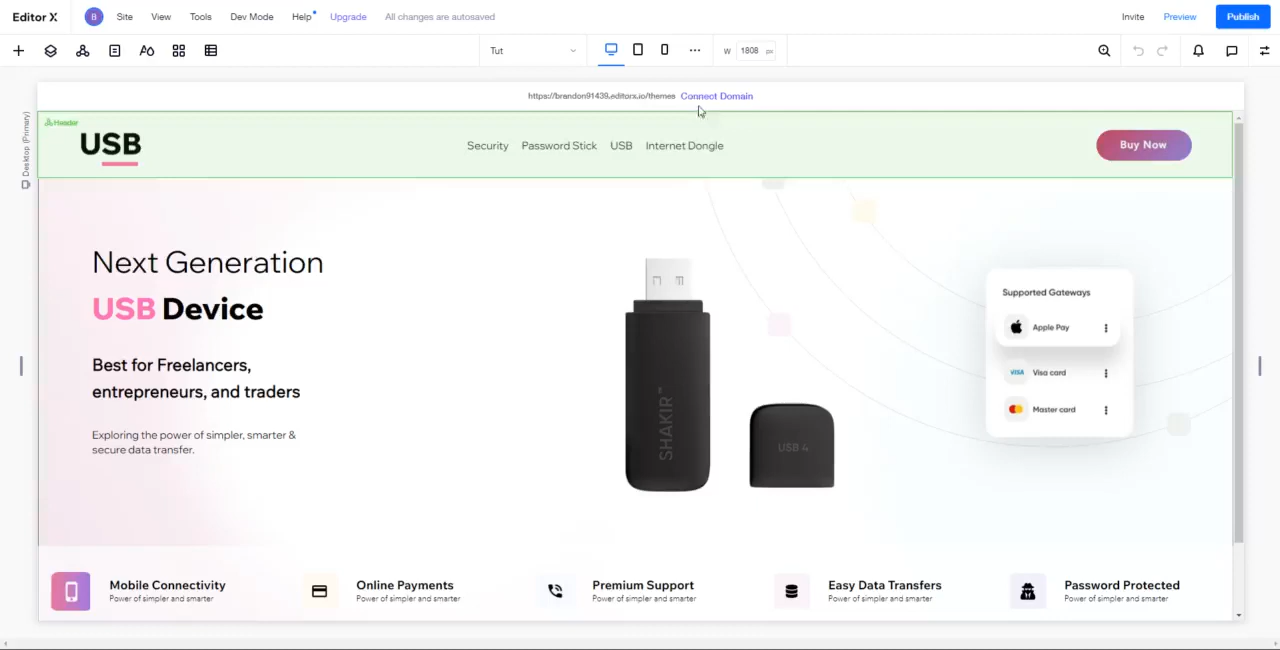 Editor X
B
Site
View
Tools
Dev Mode
Help
Upgrade
All changes are autosaved
Invite
Preview
Publish
Tut
W 1808 px
https://brandon91439.editorx.io/themes Connect Domain
Desktop (Primary)
Header
USB
Security Password Stick USB Internet Dongle
Buy Now
Next Generation
USB Device
Best for Freelancers,
entrepreneurs, and traders
Exploring the power of simpler, smarter &
secure data transfer.
SHAKIR™
USB 4
Supported Gateways
Apple Pay
VISA Visa card
Master card
Mobile Connectivity
Power of simpler and smarter
Online Payments
Power of simpler and smarter
Premium Support
Power of simpler and smarter
Easy Data Transfers
Power of simpler and smarter
Password Protected
Power of simpler and smarter